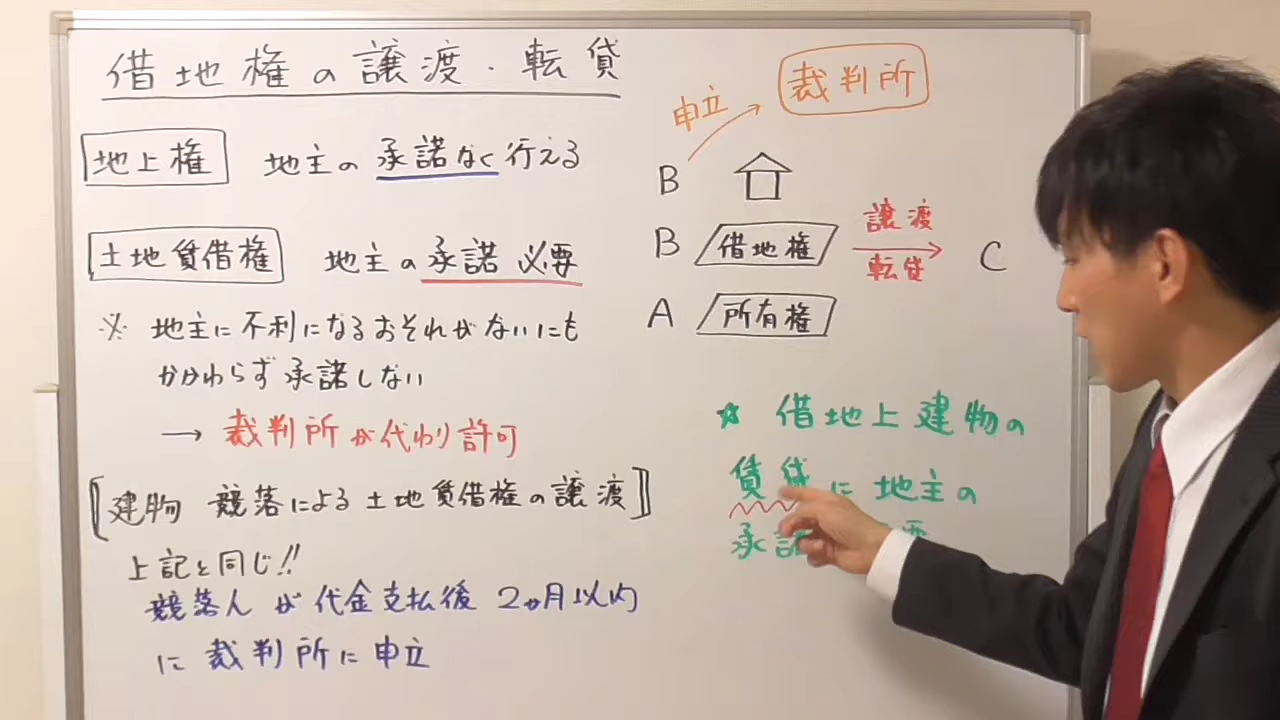 借地権の譲渡・転貸
地上権 地主の承諾なく行える
土地賃借権 地主の承諾必要
※ 地主に不利になるおそれがないにも
かかわらず承諾しない
→ 裁判所が代わり許可
[建物 競落による土地賃借権の譲渡]
上記と同じ!!
競落人が代金支払後 2ヶ月以内
に裁判所に申立
申立
裁判所
B
B 借地権
譲渡
転貸
C
A 所有権
☆ 借地上建物の
賃貸に地主の
承諾 要